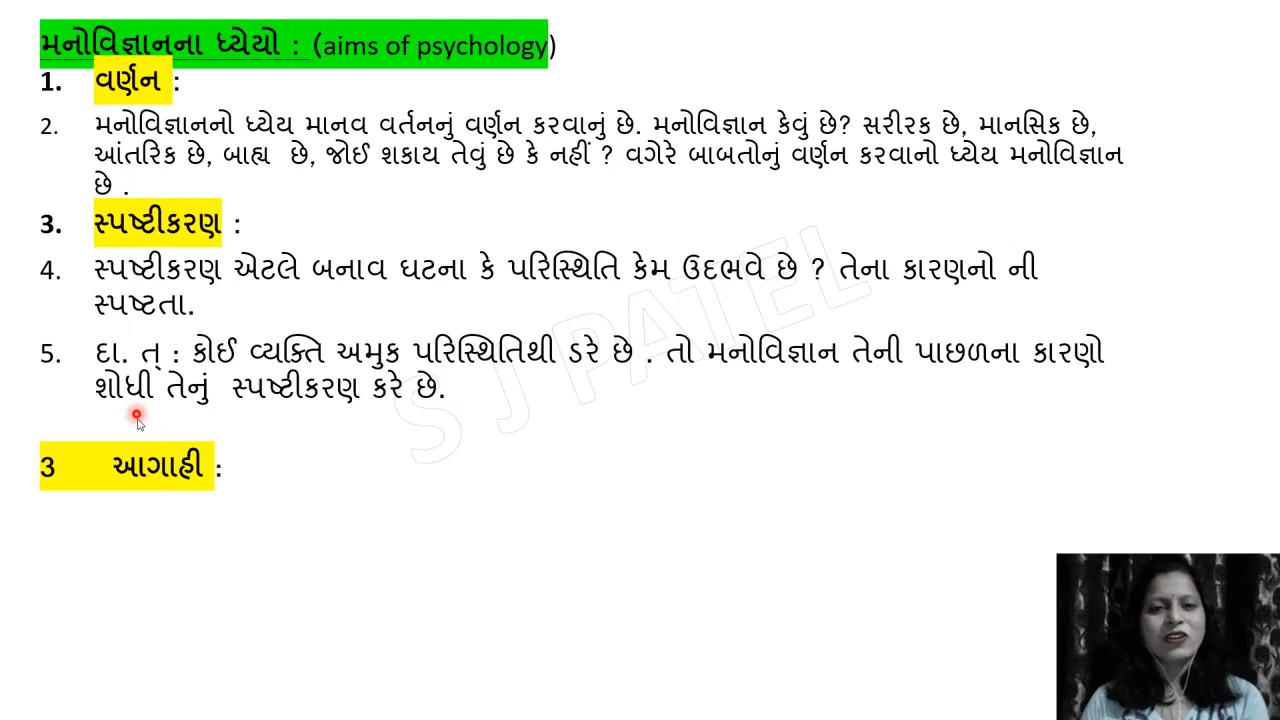 મનોવિજ્ઞાનના ધ્યેયો : (aims of psychology)
1. વર્ણન :
2. મનોવિજ્ઞાનનો ધ્યેય માનવ વર્તનનું વર્ણન કરવાનું છે. મનોવિજ્ઞાન કેવું છે? સરીરક છે, માનસિક છે,
આંતરિક છે, બાહ્ય છે, જોઈ શકાય તેવું છે કે નહીં ? વગેરે બાબતોનું વર્ણન કરવાનો ધ્યેય મનોવિજ્ઞાન
છે .
3. સ્પષ્ટીકરણ :
4. સ્પષ્ટીકરણ એટલે બનાવ ઘટના કે પરિસ્થિતિ કેમ ઉદભવે છે ? તેના કારણનો ની
સ્પષ્ટતા.
5. દા. ત્ : કોઈ વ્યક્તિ અમુક પરિસ્થિતિથી ડરે છે . તો મનોવિજ્ઞાન તેની પાછળના કારણો
શોધી તેનું સ્પષ્ટીકરણ કરે છે.
3 આગાહી :
S J PATEL